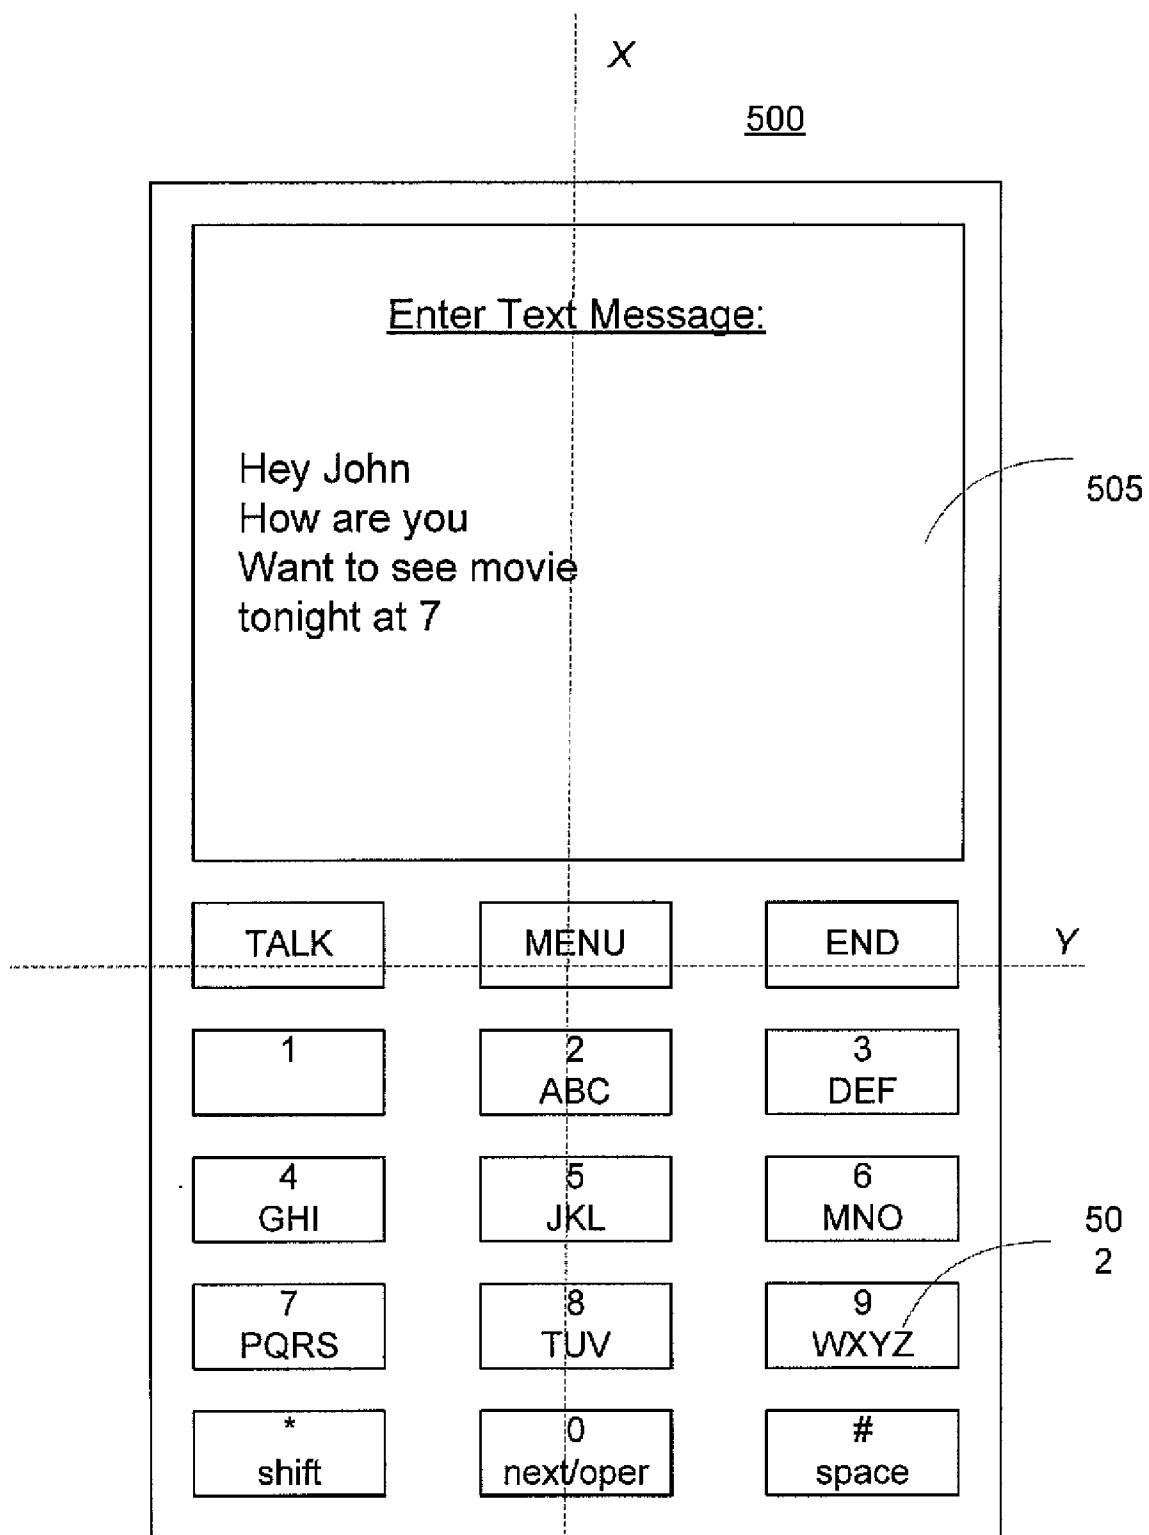 X
500
Enter Text Message:
Hey John
How are you
Want to see movie
tonight at 7
505
TALK
MENU
END
Y
1
2
ABC
3
DEF
4
GHI
5
JKL
6
MNO
50
2
7
PQRS
8
TUV
9
WXYZ
*
shift
0
next/oper
#
space